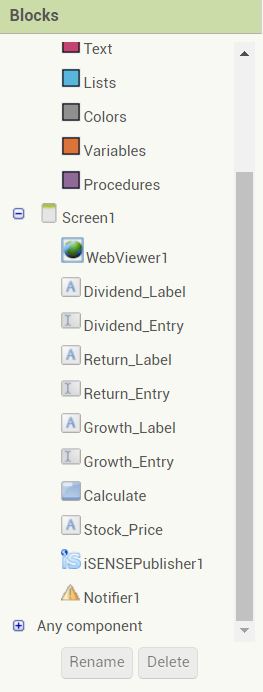 Blocks
Text
Lists
Colors
Variables
Procedures
Screen1
WebViewer1
Dividend_Label
Dividend_Entry
Return_Label
Return_Entry
Growth_Label
Growth_Entry
Calculate
Stock_Price
iSENSEPublisher1
Notifier1
Any component
Rename Delete